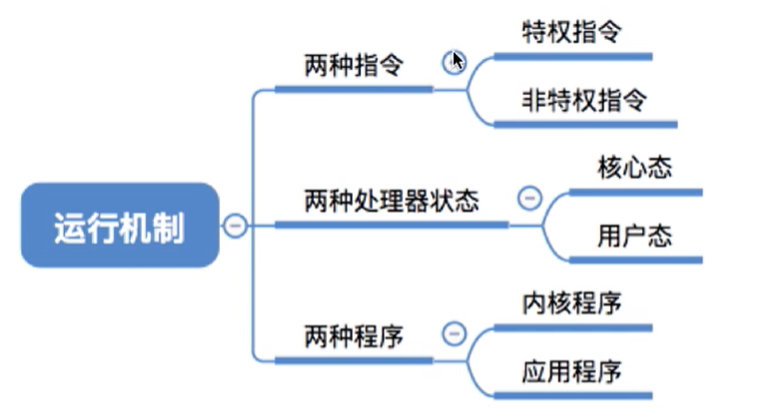 运行机制
两种指令
特权指令
非特权指令
两种处理器状态
核心态
用户态
两种程序
内核程序
应用程序